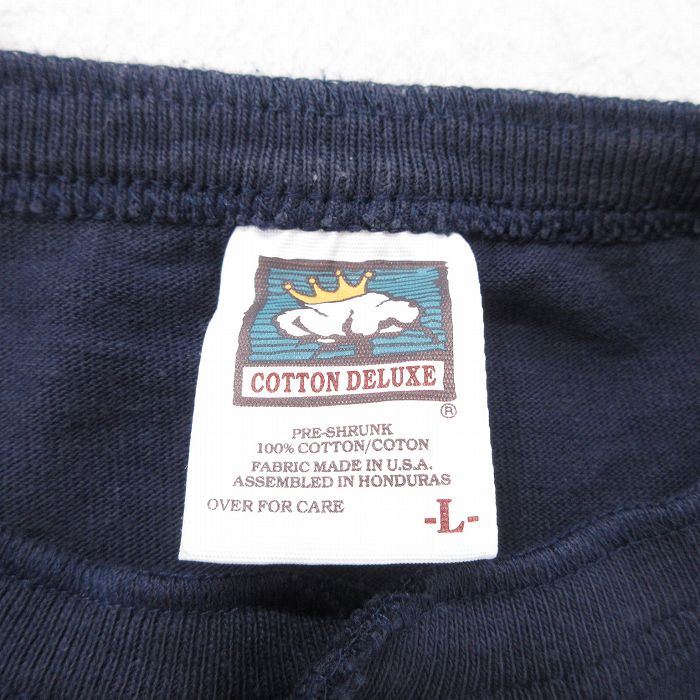 COTTON DELUXE
®
PRE-SHRUNK
100% COTTON/COTON
FABRIC MADE IN U.S.A.
ASSEMBLED IN HONDURAS
OVER FOR CARE
-L-